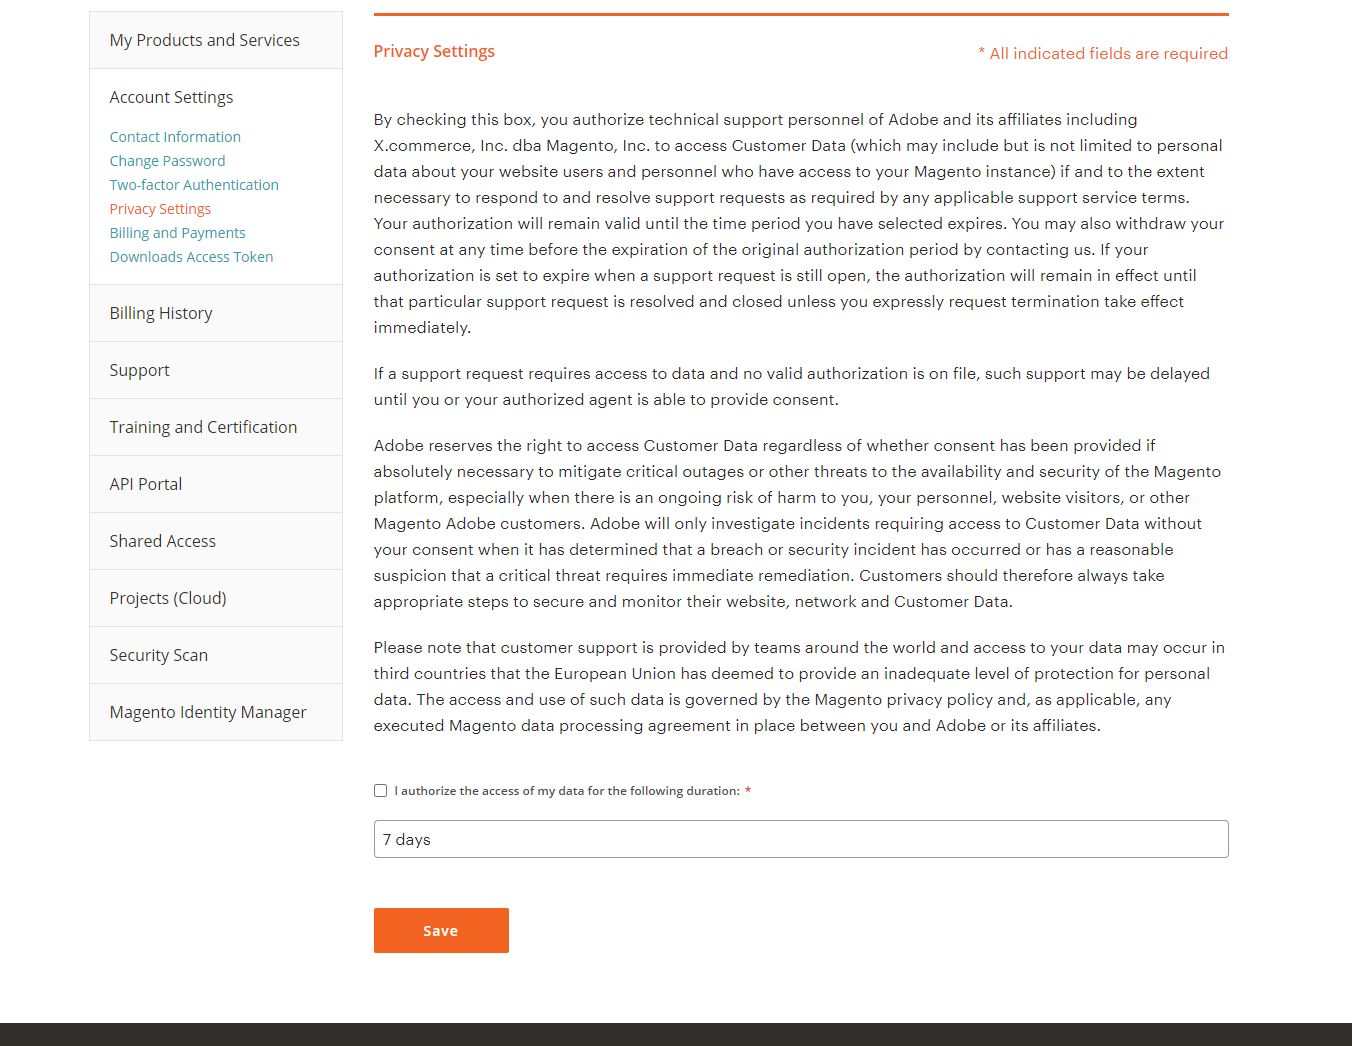 My Products and Services
Account Settings
Contact Information
Change Password
Two-factor Authentication
Privacy Settings
Billing and Payments
Downloads Access Token
Billing History
Support
Training and Certification
API Portal
Shared Access
Projects (Cloud)
Security Scan
Magento Identity Manager
Privacy Settings
* All indicated fields are required
By checking this box, you authorize technical support personnel of Adobe and its affiliates including
X.commerce, Inc. dba Magento, Inc. to access Customer Data (which may include but is not limited to personal
data about your website users and personnel who have access to your Magento instance) if and to the extent
necessary to respond to and resolve support requests as required by any applicable support service terms.
Your authorization will remain valid until the time period you have selected expires. You may also withdraw your
consent at any time before the expiration of the original authorization period by contacting us. If your
authorization is set to expire when a support request is still open, the authorization will remain in effect until
that particular support request is resolved and closed unless you expressly request termination take effect
immediately.
If a support request requires access to data and no valid authorization is on file, such support may be delayed
until you or your authorized agent is able to provide consent.
Adobe reserves the right to access Customer Data regardless of whether consent has been provided if
absolutely necessary to mitigate critical outages or other threats to the availability and security of the Magento
platform, especially when there is an ongoing risk of harm to you, your personnel, website visitors, or other
Magento Adobe customers. Adobe will only investigate incidents requiring access to Customer Data without
your consent when it has determined that a breach or security incident has occurred or has a reasonable
suspicion that a critical threat requires immediate remediation. Customers should therefore always take
appropriate steps to secure and monitor their website, network and Customer Data.
Please note that customer support is provided by teams around the world and access to your data may occur in
third countries that the European Union has deemed to provide an inadequate level of protection for personal
data. The access and use of such data is governed by the Magento privacy policy and, as applicable, any
executed Magento data processing agreement in place between you and Adobe or its affiliates.
I authorize the access of my data for the following duration: *
7 days
Save